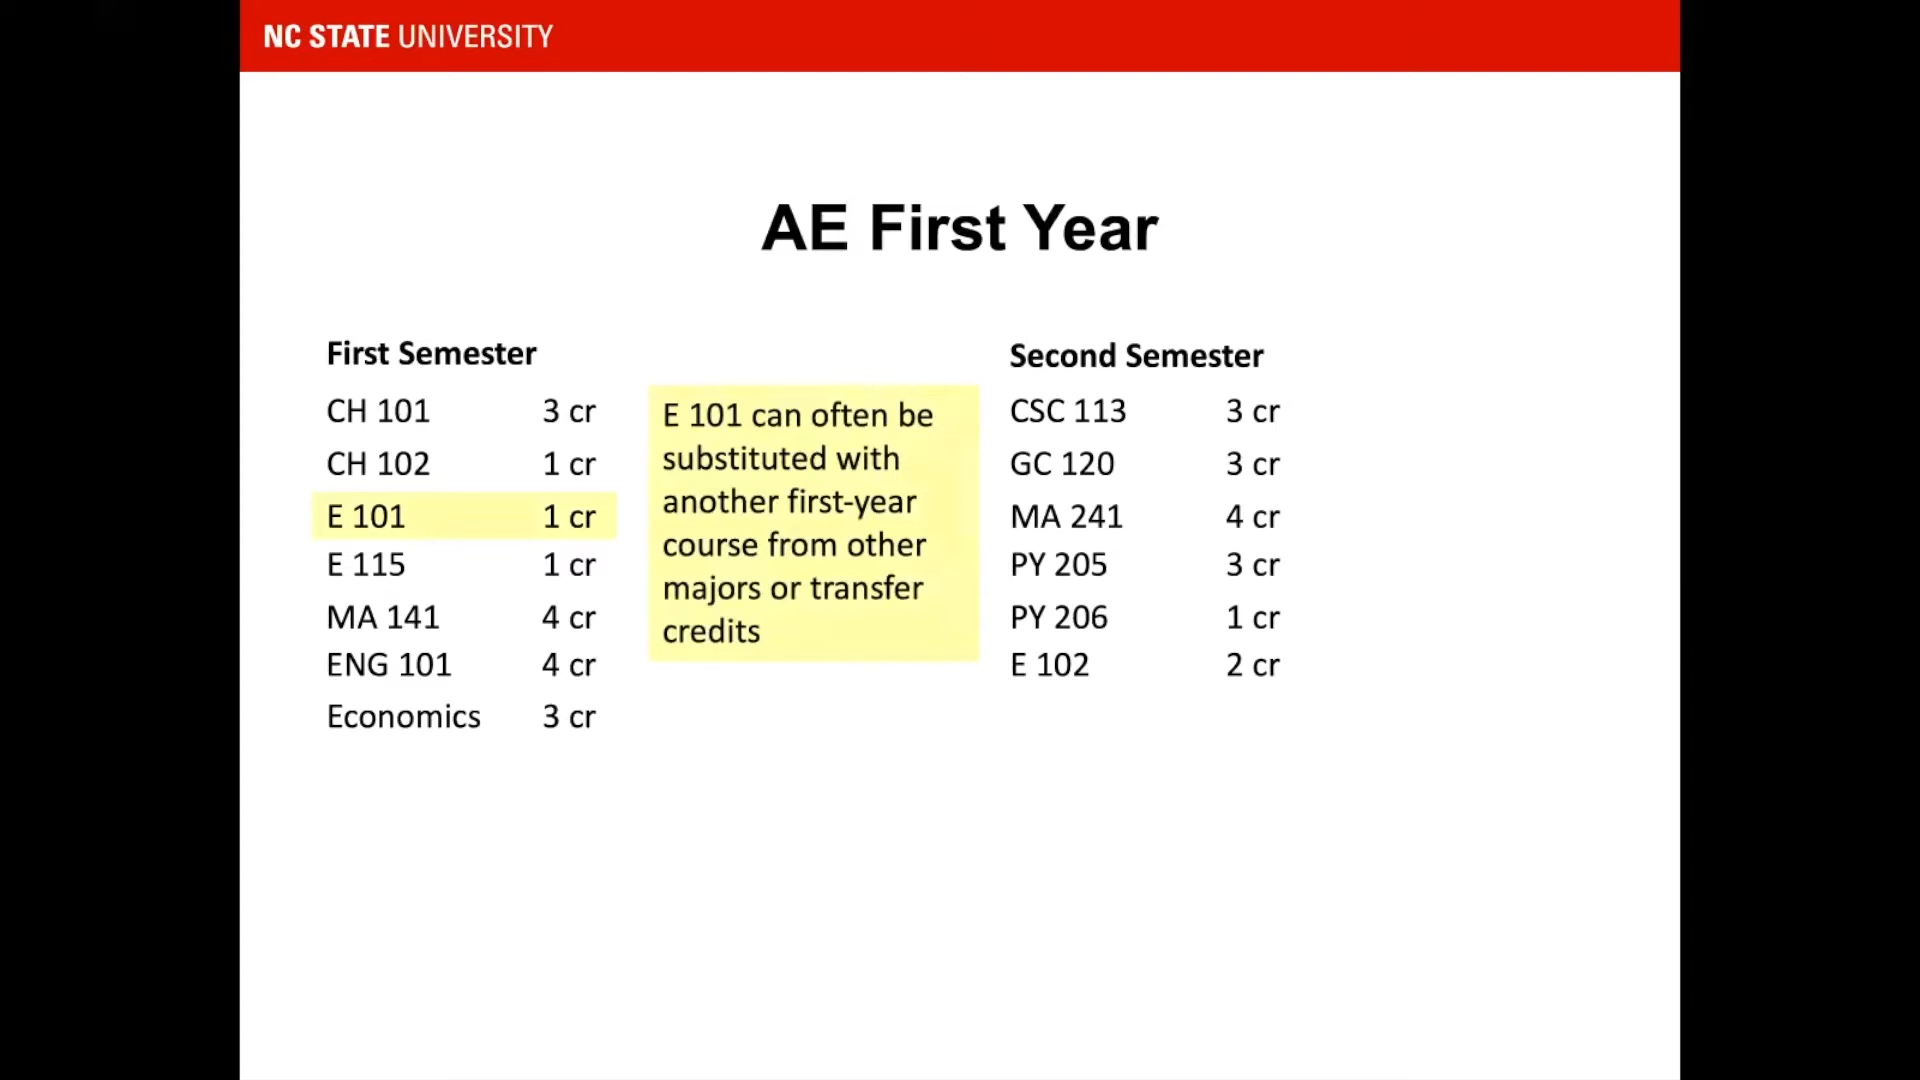 NC STATE UNIVERSITY
AE First Year
First Semester
CH 101 3 cr
CH 102 1 cr
E 101 1 cr
E 115 1 cr
MA 141 4 cr
ENG 101 4 cr
Economics 3 cr
E 101 can often be
substituted with
another first-year
course from other
majors or transfer
credits
Second Semester
CSC 113 3 cr
GC 120 3 cr
MA 241 4 cr
PY 205 3 cr
PY 206 1 cr
E 102 2 cr